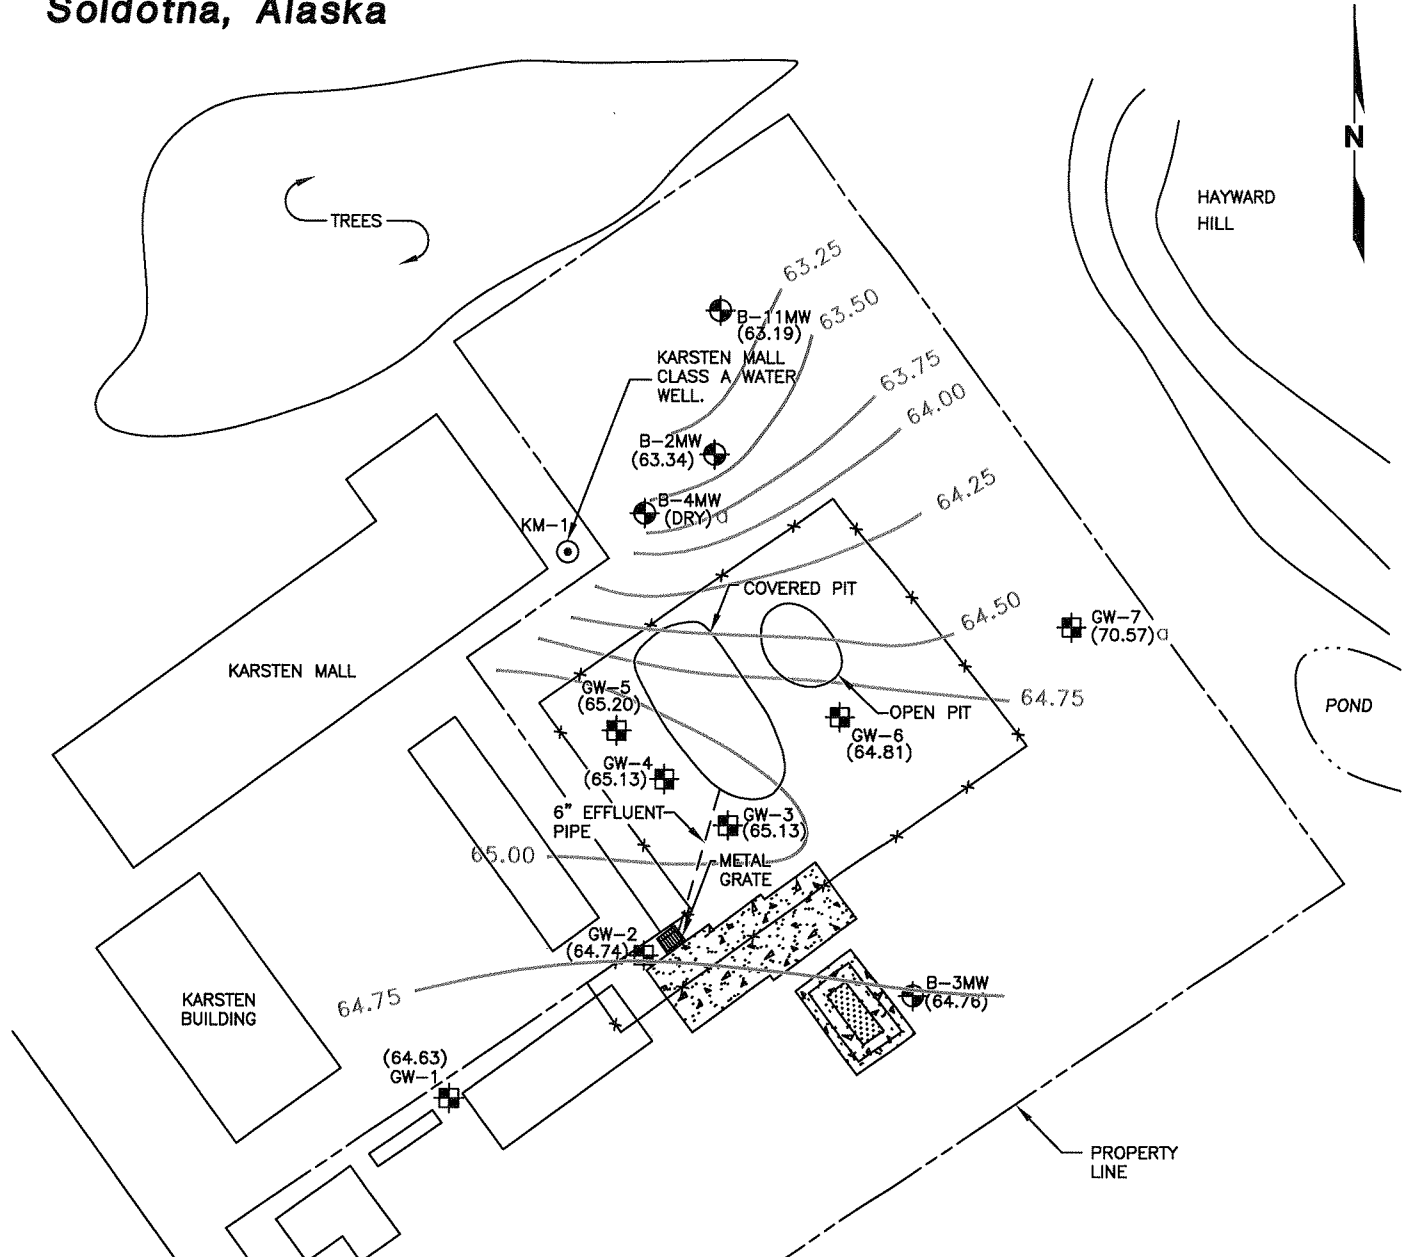 Soldotna, Alaska
N
HAYWARD
HILL
TREES
63.25
63.50
B-11MW
(63.19)
KARSTEN MALL
CLASS A WATER
WELL.
63.75
64.00
B-2MW
(63.34)
64.25
B-4MW
(DRY)a
KM-1
COVERED PIT
64.50
GW-7
(70.57)a
KARSTEN MALL
GW-5
(65.20)
64.75
OPEN PIT
POND
GW-6
(64.81)
GW-4
(65.13)
6" EFFLUENT
PIPE
GW-3
(65.13)
65.00
METAL
GRATE
GW-2
(64.74)
B-3MW
(64.76)
64.75
KARSTEN
BUILDING
(64.63)
GW-1
PROPERTY
LINE